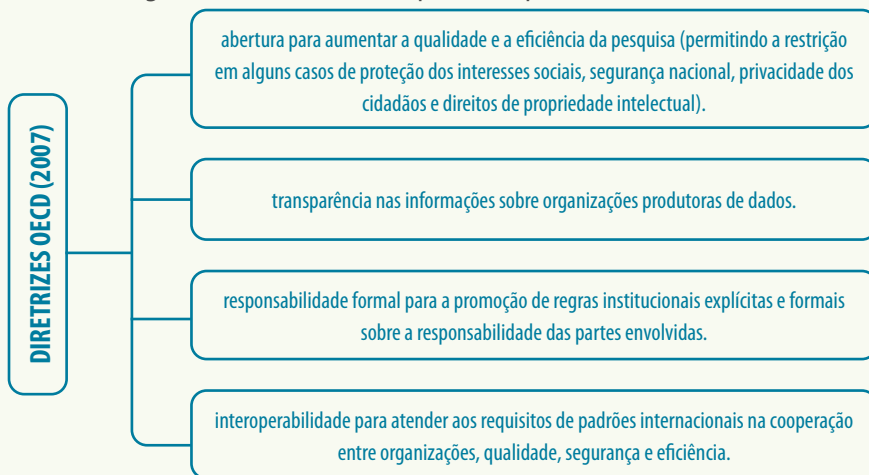 DIRETRIZES OECD (2007)
abertura para aumentar a qualidade e a eficiência da pesquisa (permitindo a restrição
em alguns casos de proteção dos interesses sociais, segurança nacional, privacidade dos
cidadãos e direitos de propriedade intelectual).
transparência nas informações sobre organizações produtoras de dados.
responsabilidade formal para a promoção de regras institucionais explícitas e formais
sobre a responsabilidade das partes envolvidas.
interoperabilidade para atender aos requisitos de padrões internacionais na cooperação
entre organizações, qualidade, segurança e eficiência.